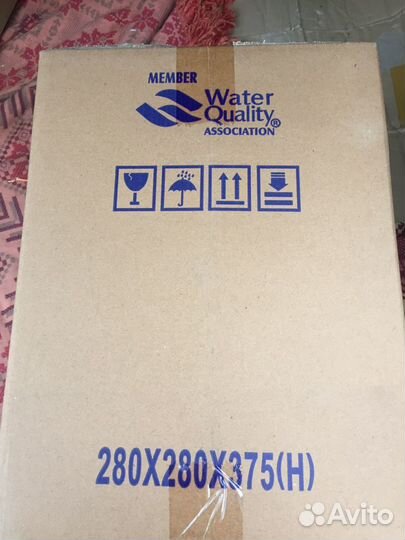 MEMBER
Water
Quality®
ASSOCIATION
280X280X375(H)
Avito